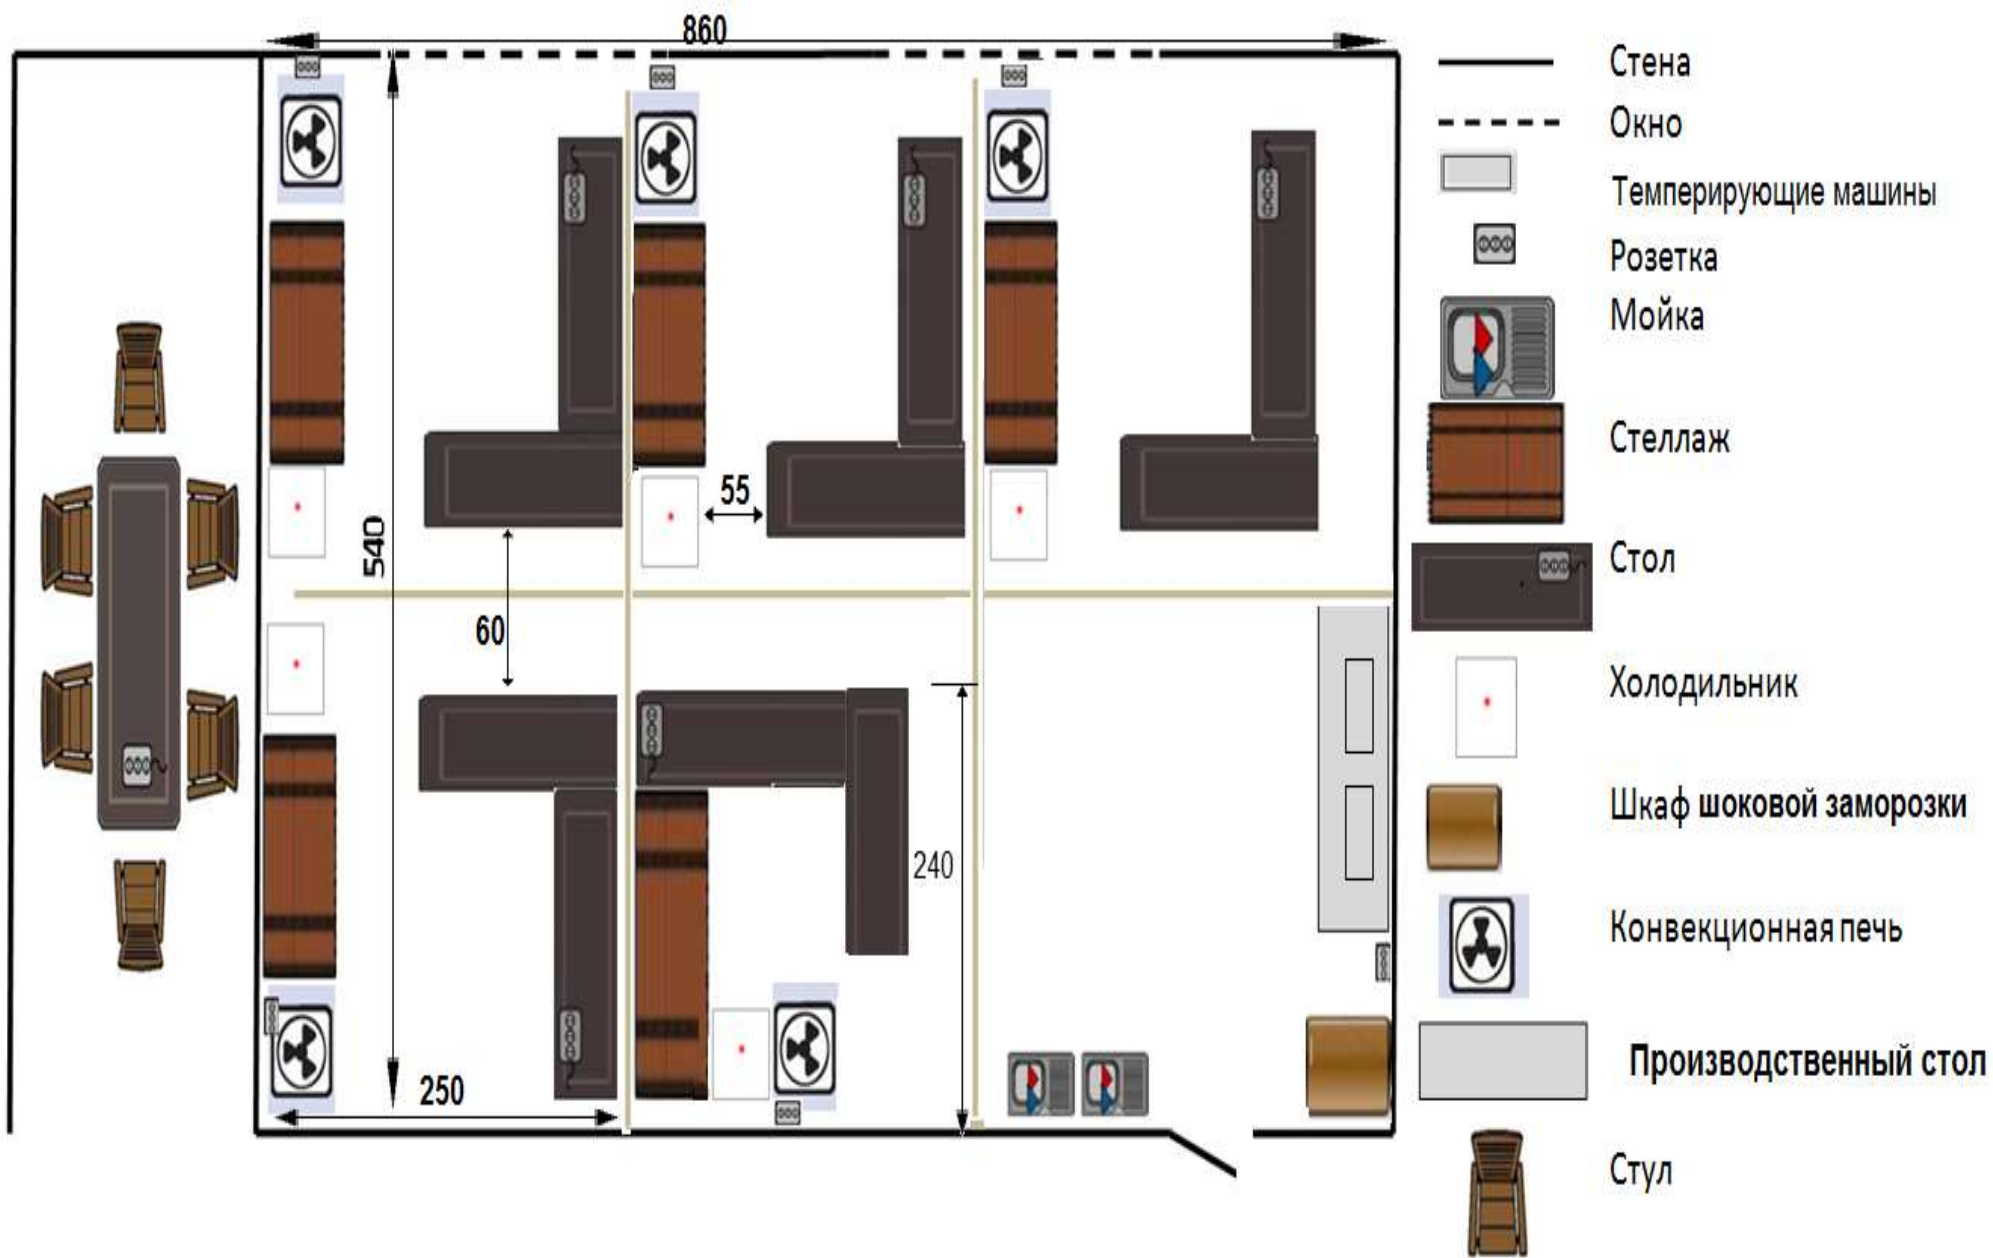 860
540
55
60
250
240
Стена
Окно
Темперирующие машины
Розетка
Мойка
Стеллаж
Стол
Холодильник
Шкаф шоковой заморозки
Конвекционная печь
Производственный стол
Стул